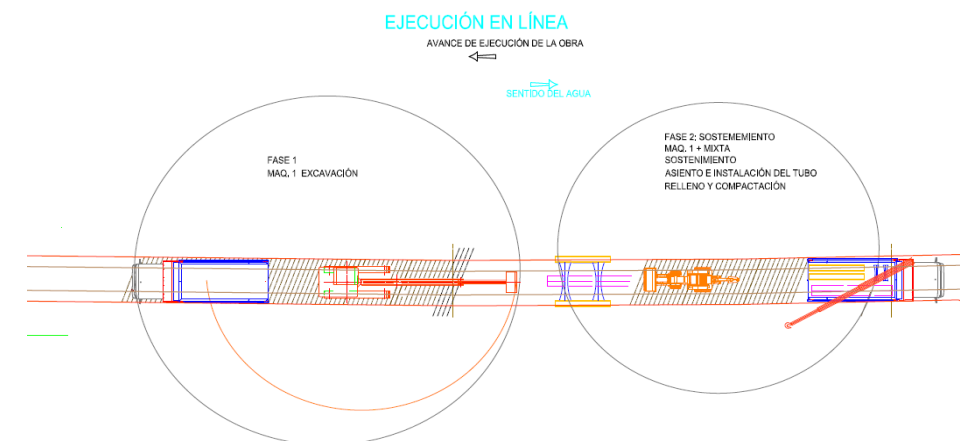 EJECUCIÓN EN LÍNEA
AVANCE DE EJECUCIÓN DE LA OBRA
SENTIDO DEL AGUA
FASE 1
MAQ. 1 EXCAVACIÓN
FASE 2: SOSTEMEMIENTO
MAQ. 1 + MIXTA
SOSTENIMIENTO
ASIENTO E INSTALACIÓN DEL TUBO
RELLENO Y COMPACTACIÓN